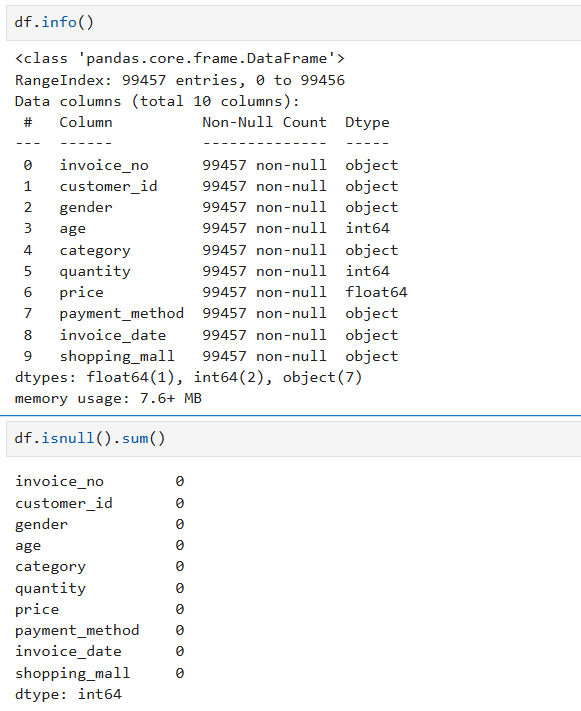 df.info()
<class 'pandas.core.frame.DataFrame'>
RangeIndex: 99457 entries, 0 to 99456
Data columns (total 10 columns):
 #   Column          Non-Null Count  Dtype
---  ------          --------------  -----
 0   invoice_no      99457 non-null  object
 1   customer_id     99457 non-null  object
 2   gender          99457 non-null  object
 3   age             99457 non-null  int64
 4   category        99457 non-null  object
 5   quantity        99457 non-null  int64
 6   price           99457 non-null  float64
 7   payment_method  99457 non-null  object
 8   invoice_date    99457 non-null  object
 9   shopping_mall   99457 non-null  object
dtypes: float64(1), int64(2), object(7)
memory usage: 7.6+ MB
df.isnull().sum()
invoice_no        0
customer_id       0
gender            0
age               0
category          0
quantity          0
price             0
payment_method    0
invoice_date      0
shopping_mall     0
dtype: int64